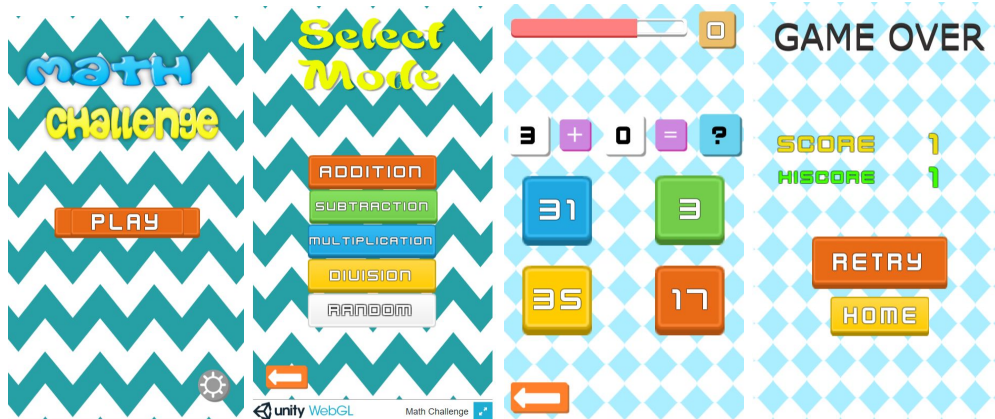 Math
Challenge
PLAY
Select
Mode
ADDITION
SUBTRACTION
MULTIPLICATION
DIVISION
RANDOM
unity WebGL Math Challenge
0
3 + 0 = ?
31 3
35 17
GAME OVER
SCORE 1
HISCORE 1
RETRY
HOME